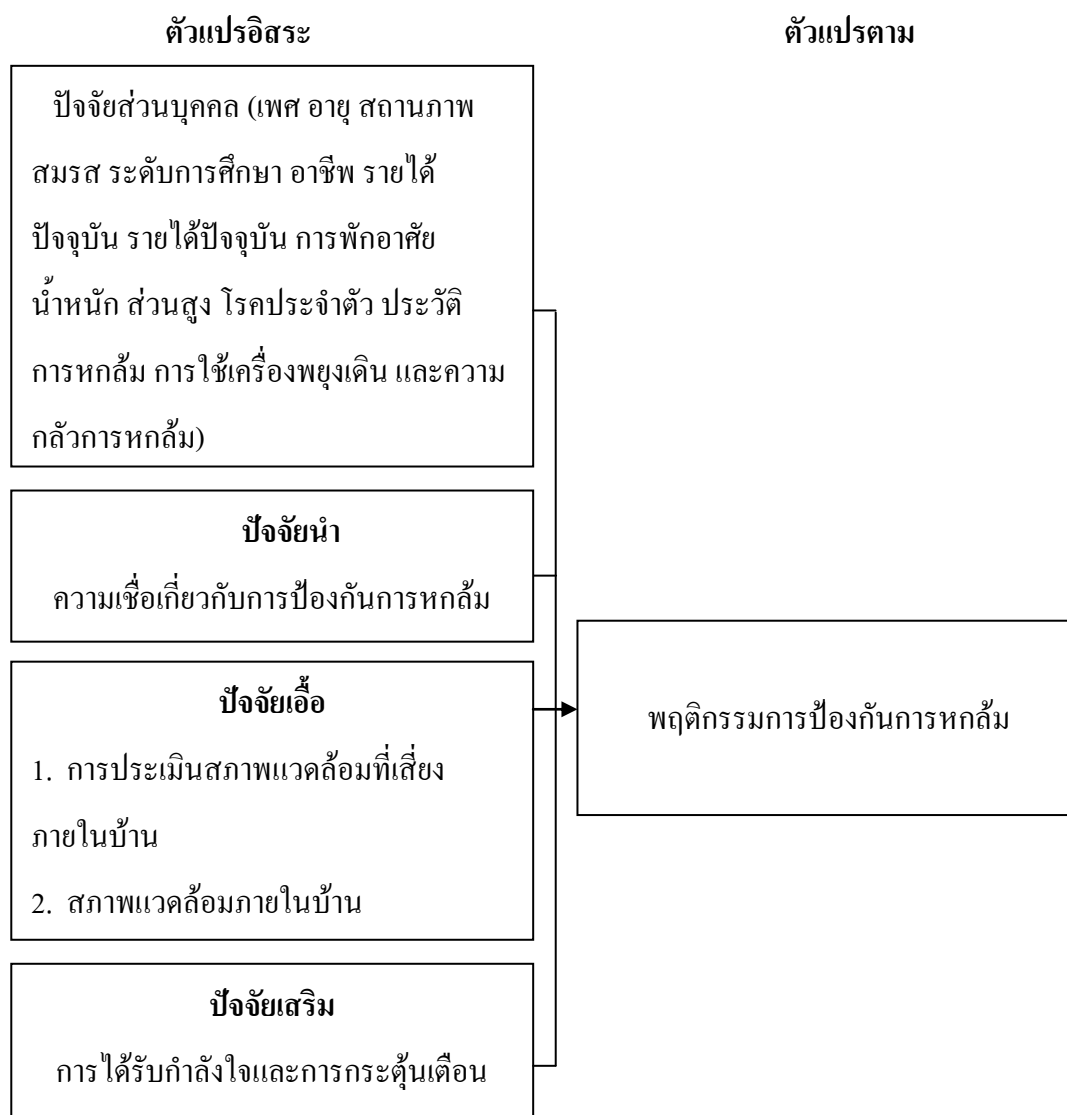 ตัวแปรอิสระ
ตัวแปรตาม
ปัจจัยส่วนบุคคล (เพศ อายุ สถานภาพ
สมรส ระดับการศึกษา อาชีพ รายได้
ปัจจุบัน รายได้ปัจจุบัน การพักอาศัย
น้ำหนัก ส่วนสูง โรคประจำตัว ประวัติ
การหกล้ม การใช้เครื่องพยุงเดิน และความ
กลัวการหกล้ม)
ปัจจัยนำ
ความเชื่อเกี่ยวกับการป้องกันการหกล้ม
ปัจจัยเอื้อ
1. การประเมินสภาพแวดล้อมที่เสี่ยง
ภายในบ้าน
2. สภาพแวดล้อมภายในบ้าน
พฤติกรรมการป้องกันการหกล้ม
ปัจจัยเสริม
การได้รับกำลังใจและการกระตุ้นเตือน